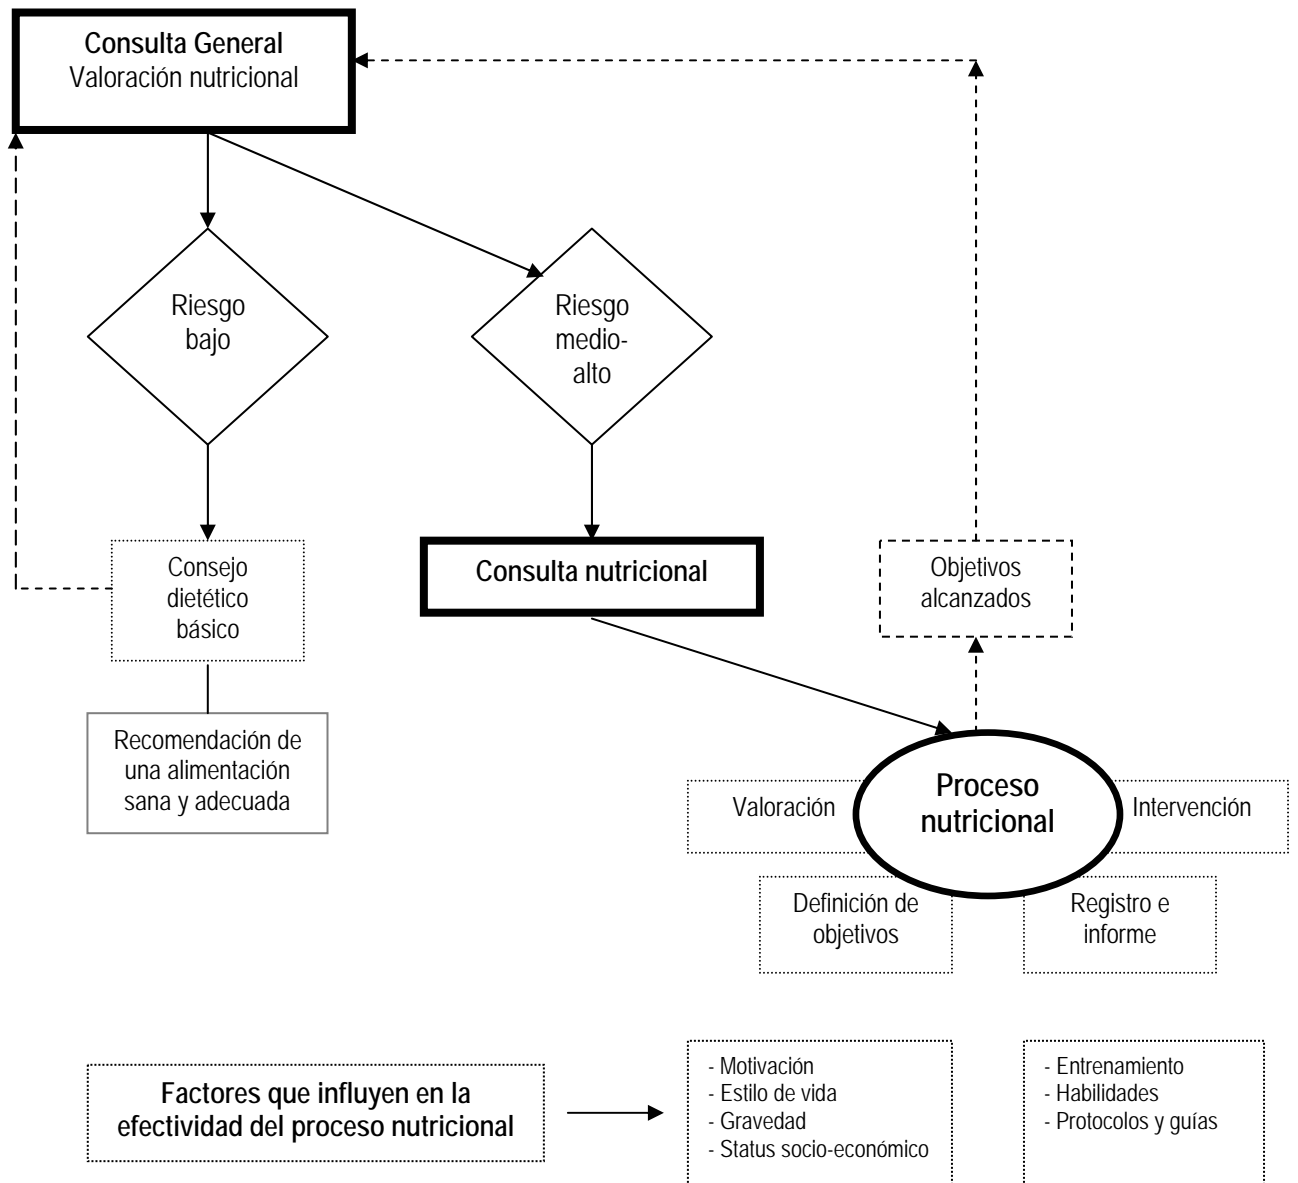 Consulta General
Valoración nutricional
Riesgo
bajo
Riesgo
medio-
alto
Consejo
dietético
básico
Consulta nutricional
Objetivos
alcanzados
Recomendación de
una alimentación
sana y adecuada
Proceso
nutricional
Valoración
Intervención
Definición de
objetivos
Registro e
informe
Factores que influyen en la
efectividad del proceso nutricional
- Motivación
- Estilo de vida
- Gravedad
- Status socio-económico
- Entrenamiento
- Habilidades
- Protocolos y guías